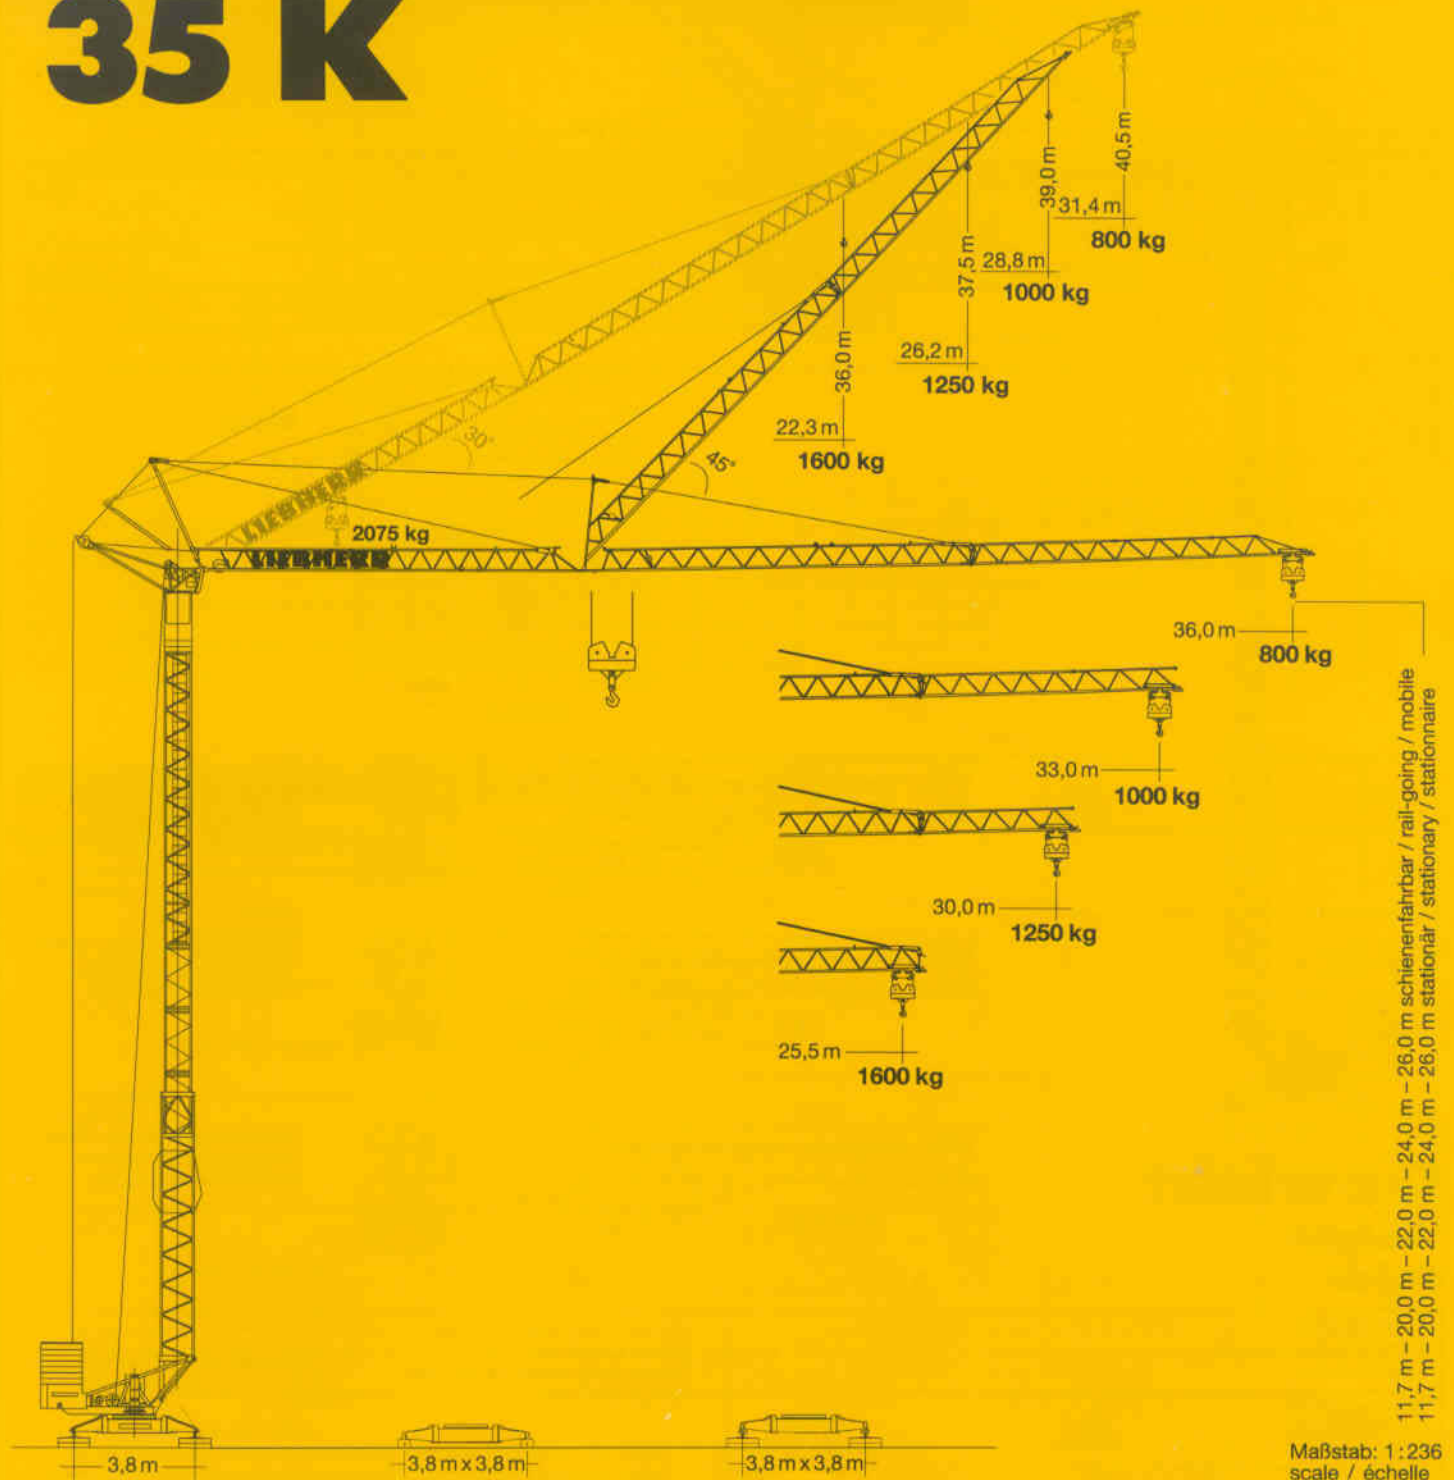 35 K
40,5 m
39,0 m
31,4 m
800 kg
37,5 m
28,8 m
1000 kg
36,0 m
26,2 m
1250 kg
22,3 m
1600 kg
30°
45°
LIEBHERR
2075 kg
LIEBHERR
36,0 m
800 kg
33,0 m
1000 kg
30,0 m
1250 kg
25,5 m
1600 kg
11,7 m – 20,0 m – 22,0 m – 24,0 m – 26,0 m schienenfahrbar / rail-going / mobile
11,7 m – 20,0 m – 22,0 m – 24,0 m – 26,0 m stationär / stationary / stationnaire
3,8 m
3,8 m x 3,8 m
3,8 m x 3,8 m
Maßstab: 1:236
scale / échelle